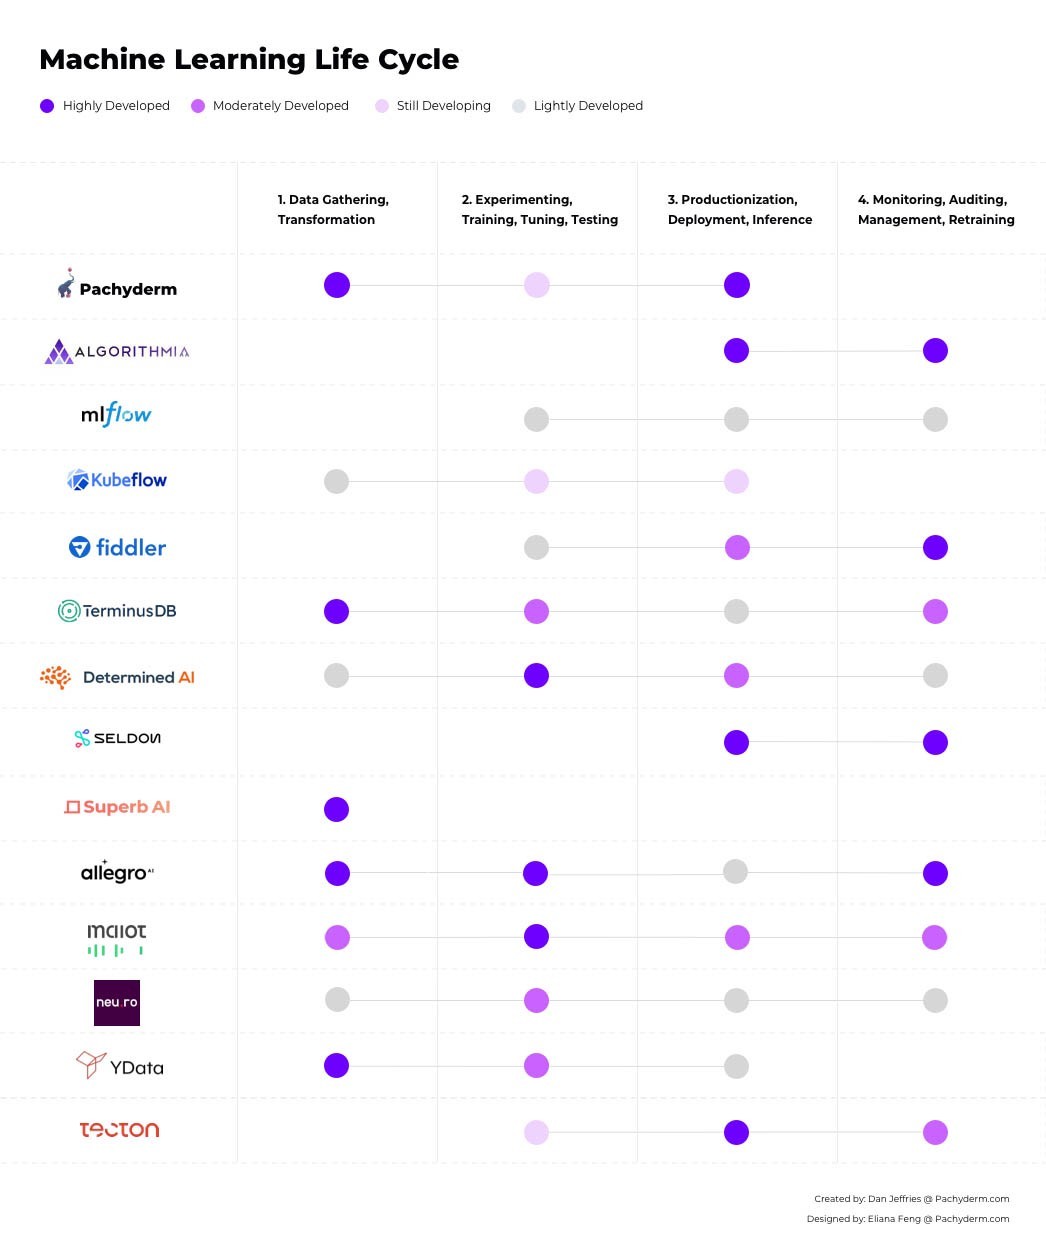 Machine Learning Life Cycle
Highly Developed Moderately Developed Still Developing Lightly Developed
1. Data Gathering,
Transformation
2. Experimenting,
Training, Tuning, Testing
3. Productionization,
Deployment, Inference
4. Monitoring, Auditing,
Management, Retraining
Pachyderm
ALGORITHMIA
mlflow
Kubeflow
fiddler
TerminusDB
Determined AI
SELDON
Superb AI
allegro AI
maiot
neu.ro
YData
TECTON
Created by: Dan Jeffries @ Pachyderm.com
Designed by: Eliana Feng @ Pachyderm.com